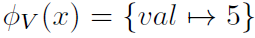 ϕ_V(x) = {val ↦ 5}